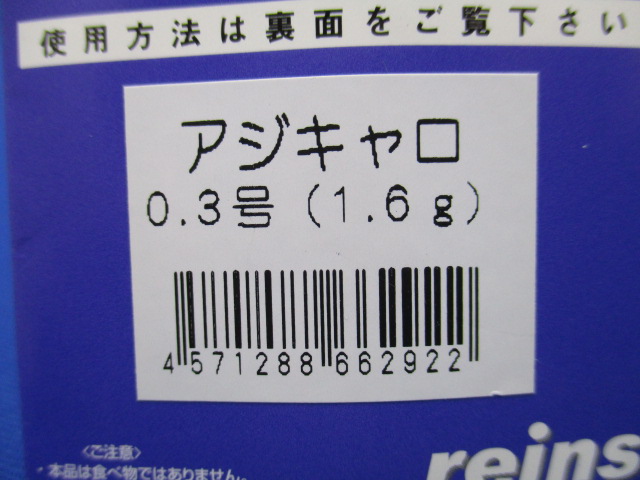 使用方法は裏面をご覧下さい
アジキャロ
0.3号(1.6g)
4571288662922
<ご注意>
・本品は食べ物ではありません。
reins